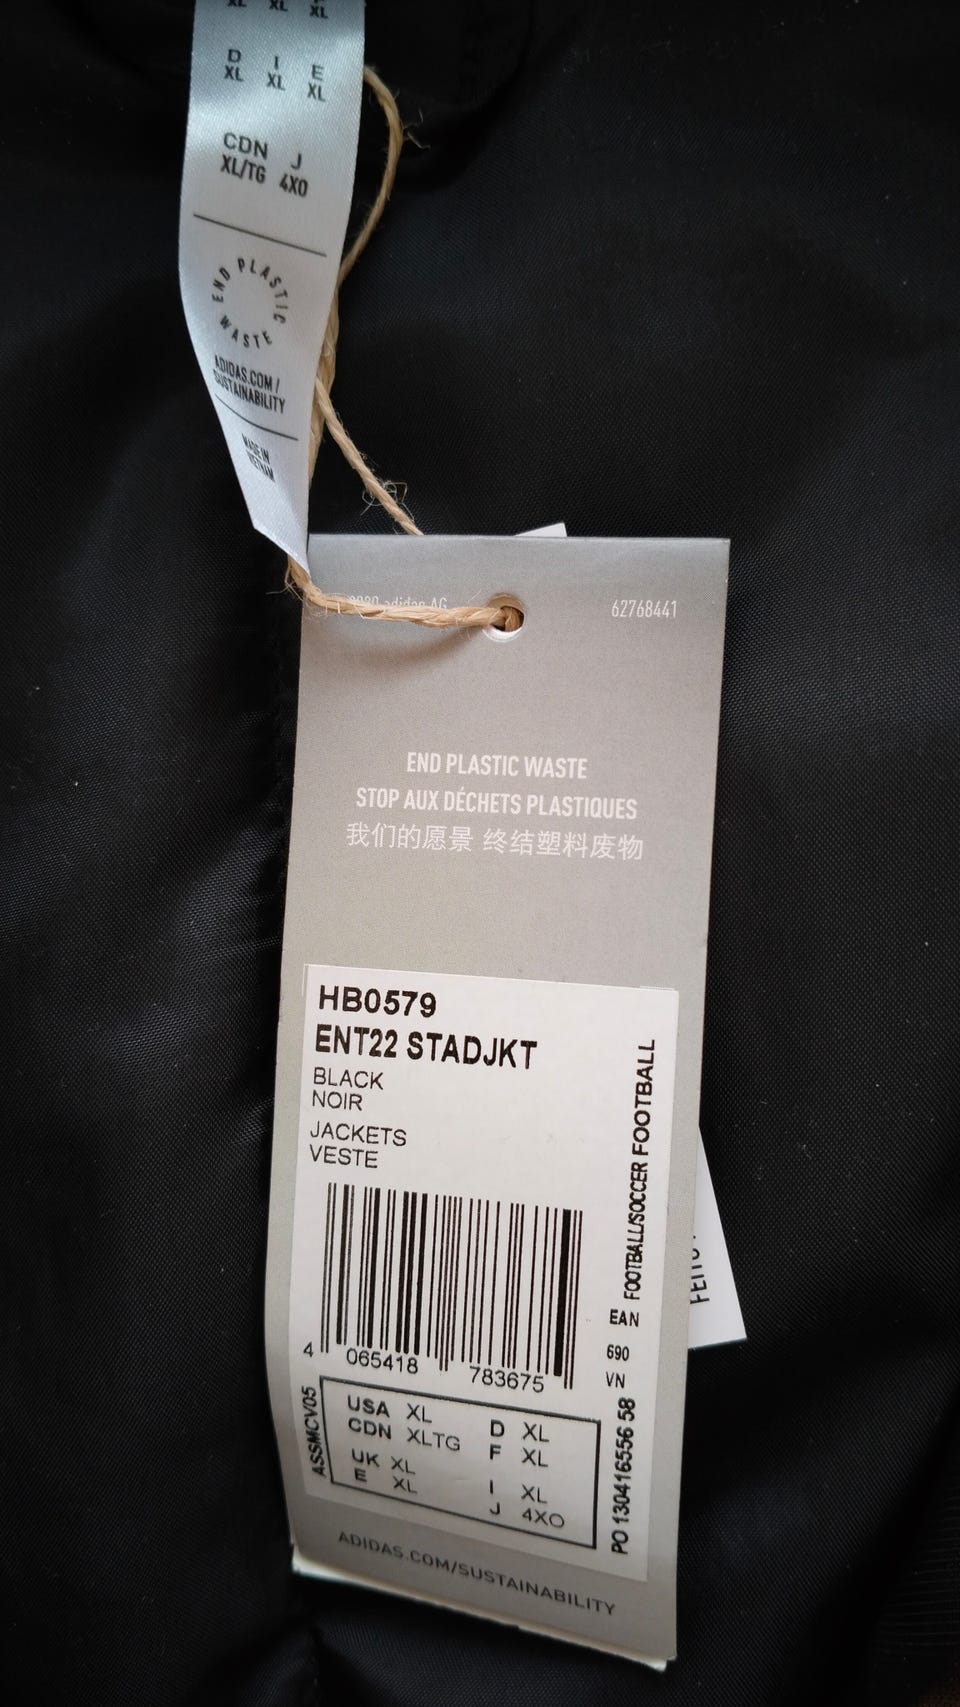 XL XL XL
D I E
XL XL XL
CDN J
XL/TG 4XO
END PLASTIC WASTE
ADIDAS.COM/
SUSTAINABILITY
MADE IN
VIETNAM
adidas AG
62768441
END PLASTIC WASTE
STOP AUX DÉCHETS PLASTIQUES
我们的愿景 终结塑料废物
HB0579
ENT22 STADJKT
BLACK
NOIR
JACKETS
VESTE
FOOTBALL/SOCCER FOOTBALL
EAN
690
VN
4 065418 783675
ASSMCV05
USA XL D XL
CDN XLTG F XL
UK XL I XL
E XL J 4XO
PO 130416556 58
ADIDAS.COM/SUSTAINABILITY